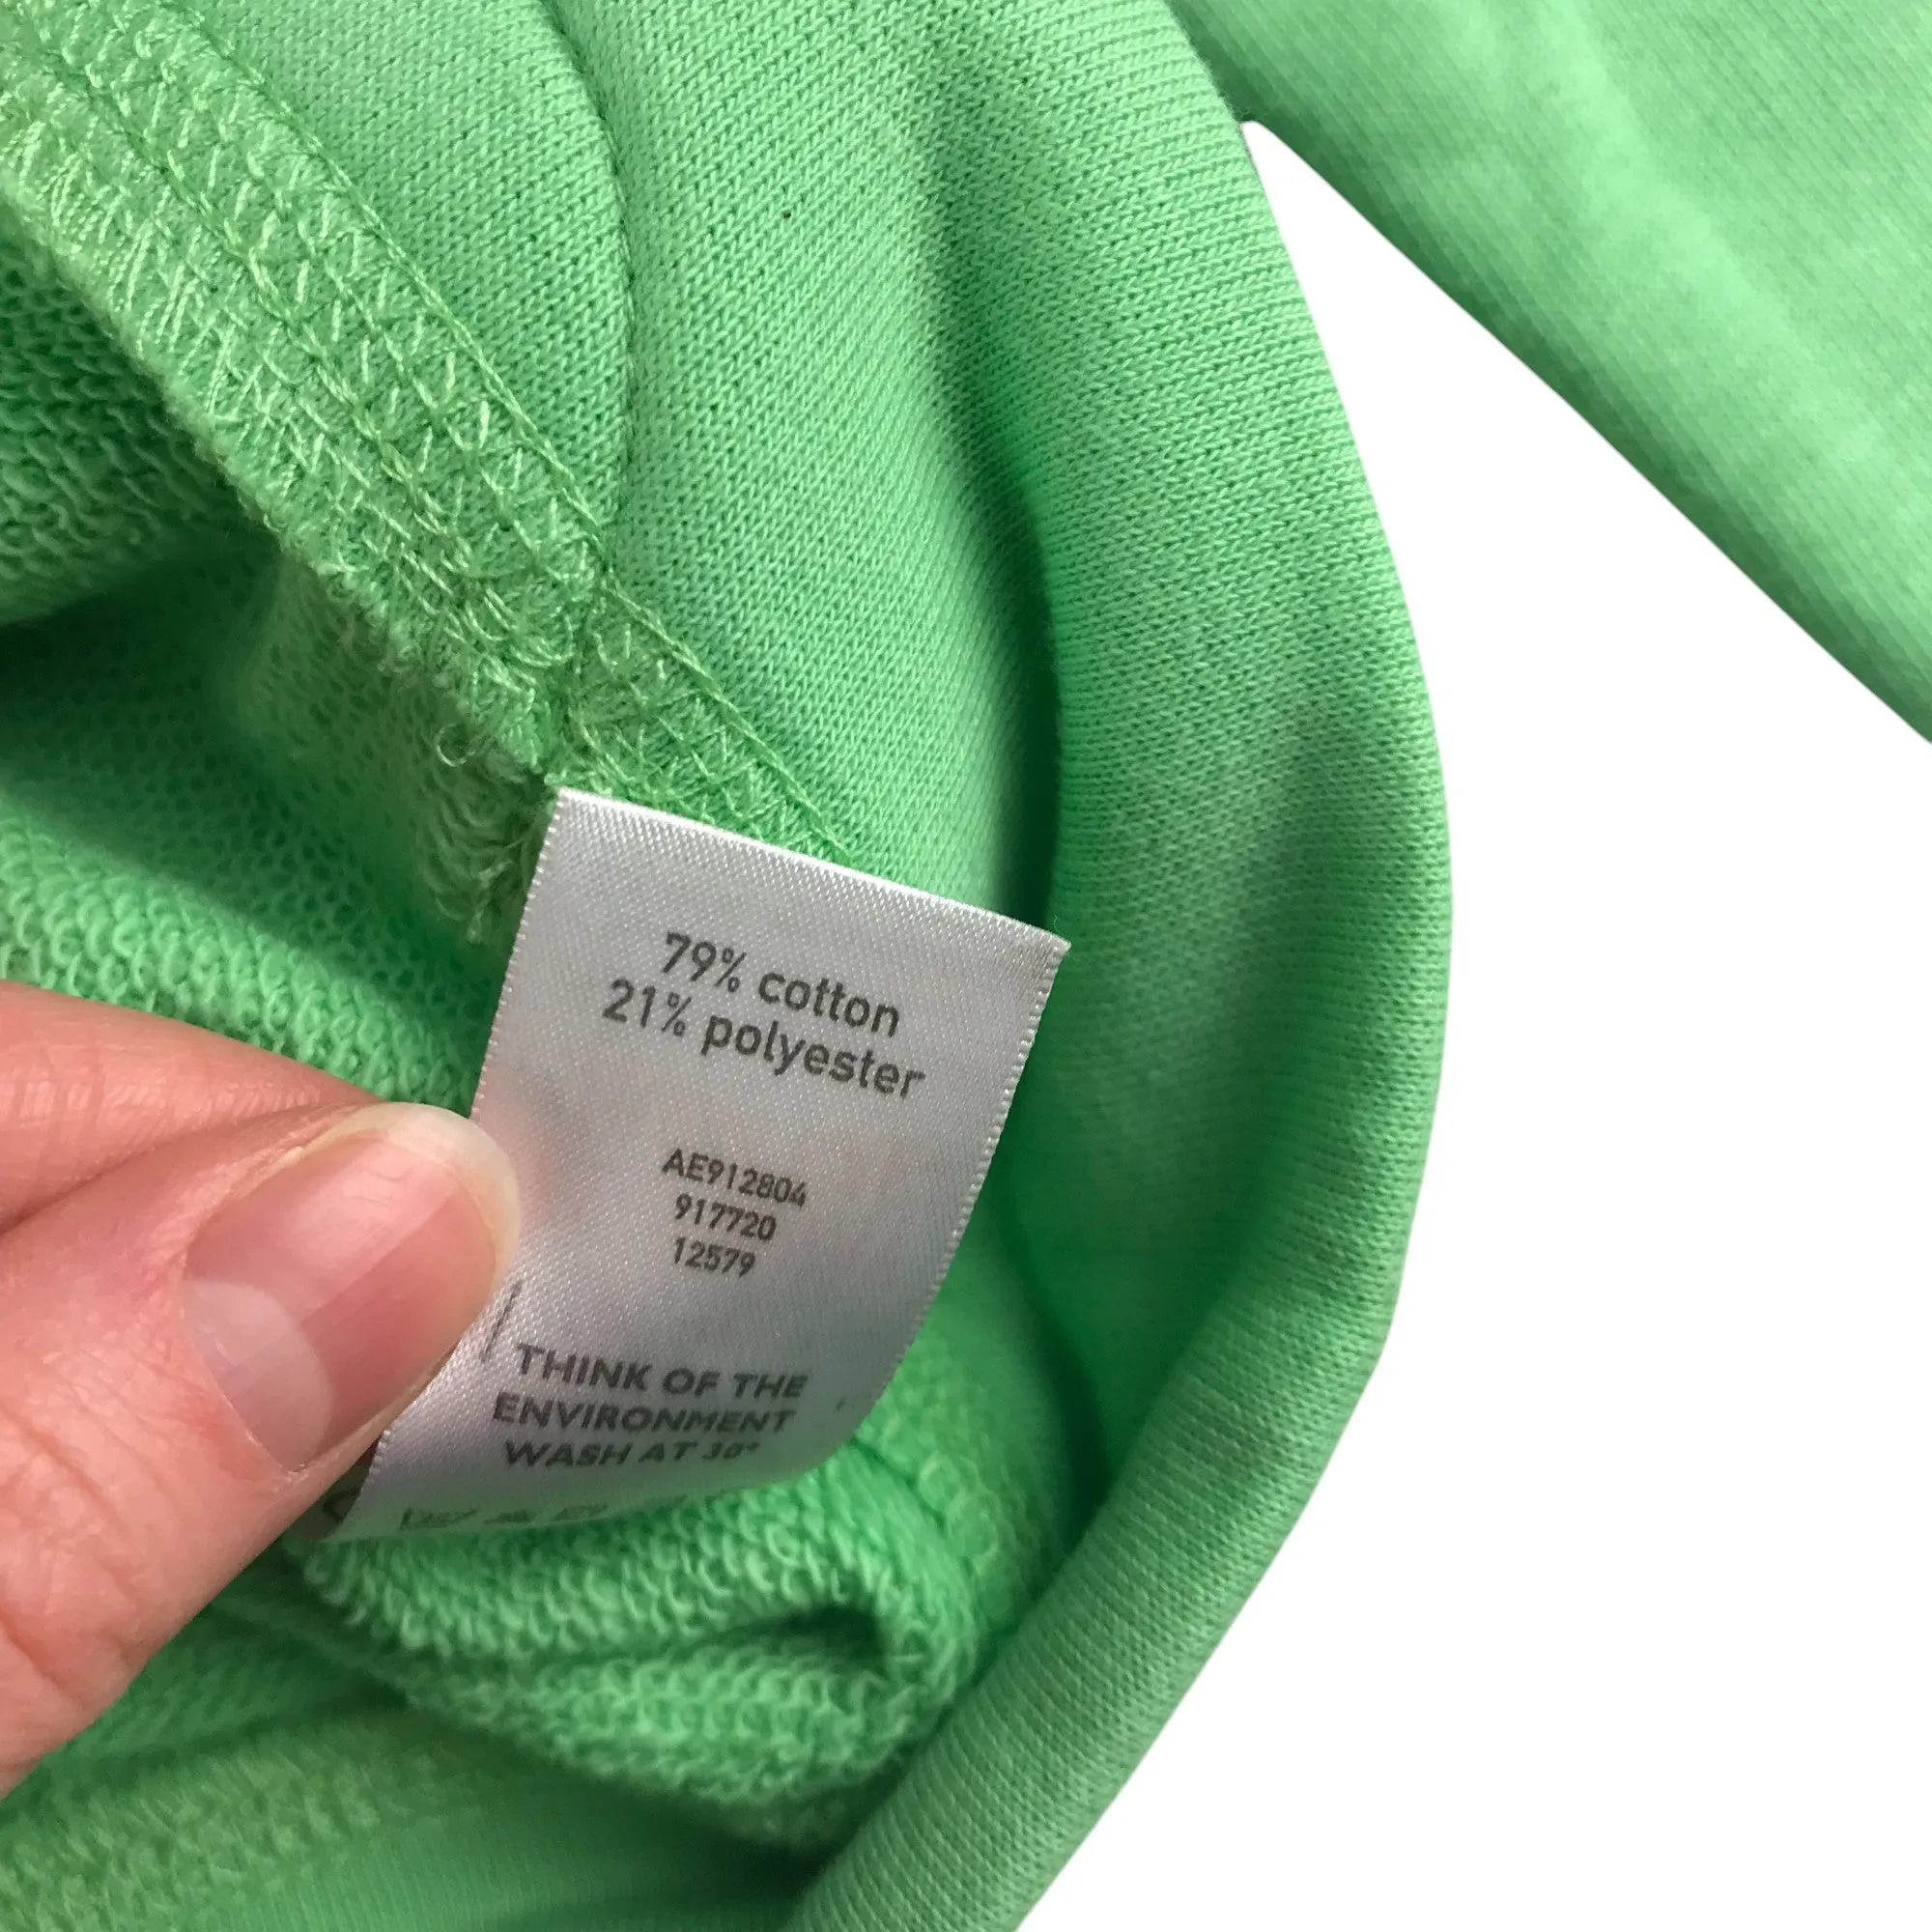 79% cotton
21% polyester
AE912804
917720
12579
THINK OF THE
ENVIRONMENT
WASH AT 30°